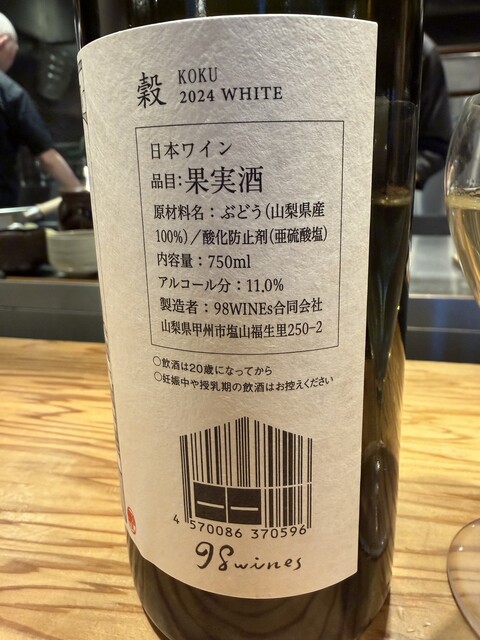 穀 KOKU
2024 WHITE
日本ワイン
品目:果実酒
原材料名：ぶどう(山梨県産
100%)／酸化防止剤(亜硫酸塩)
内容量：750ml
アルコール分：11.0%
製造者：98WINEs合同会社
山梨県甲州市塩山福生里250-2
○飲酒は20歳になってから
○妊娠中や授乳期の飲酒はお控えください
4 570086 370596
98wines